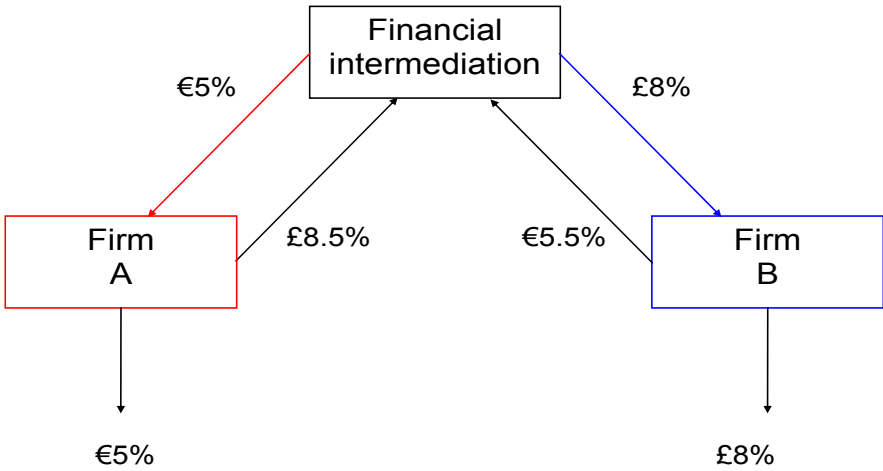 Financial
intermediation
€5%
£8%
Firm
A
£8.5%
€5.5%
Firm
B
€5%
£8%